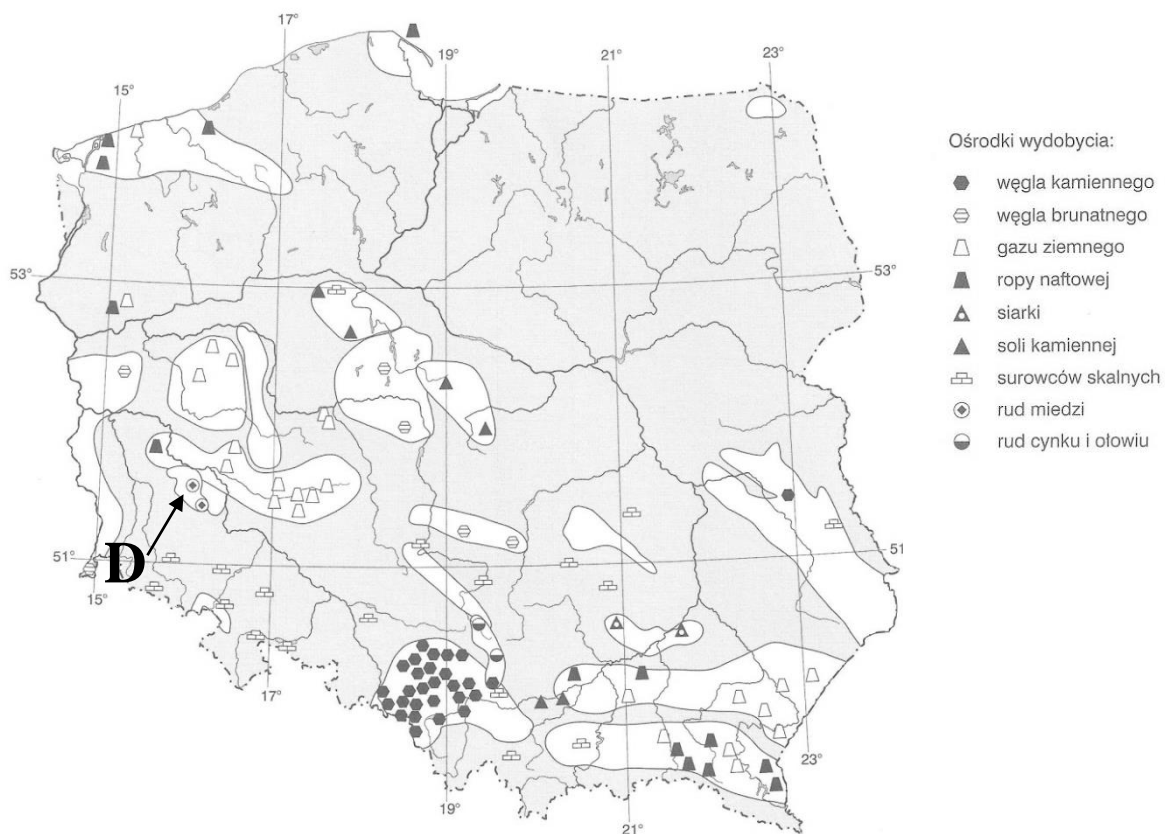 17°
19°
21°
23°
15°
53°
53°
D
51°
51
15°
17°
23°
19°
21°
Ośrodki wydobycia:
węgla kamiennego
węgla brunatnego
gazu ziemnego
ropy naftowej
siarki
soli kamiennej
surowców skalnych
rud miedzi
rud cynku i ołowiu